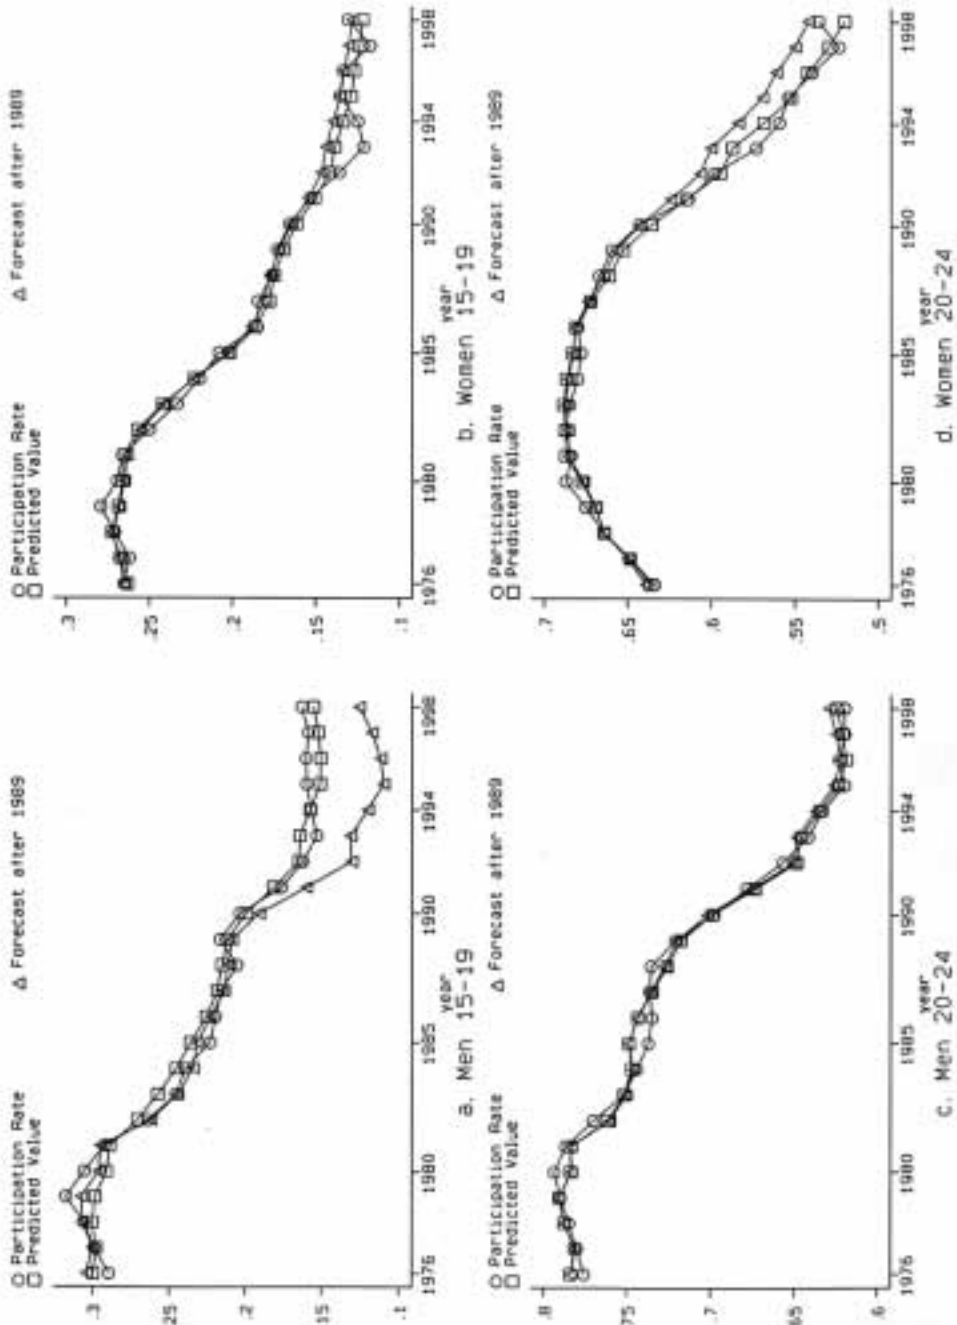 Participation Rate Forecast after 1989
Predicted Value
.3
25
.2
15
.1
1976 1980 1985 1990 1994 1998
year
a. Men 15-19
Participation Rate Forecast after 1989
Predicted Value
.3
.25
.2
.15
.1
1976 1980 1985 1990 1994 1998
year
b. Women 15-19
Participation Rate Forecast after 1989
Predicted Value
.8
75
.7
65
.6
1976 1980 1985 1990 1994 1998
year
c. Men 20-24
Participation Rate Forecast after 1989
Predicted Value
.7
.65
.6
.55
.5
1976 1980 1985 1990 1994 1998
year
d. Women 20-24